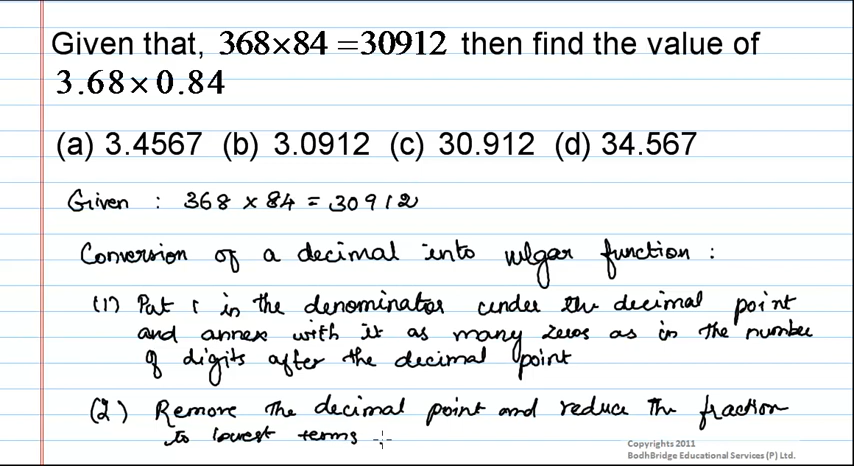 Given that, 368×84 =30912 then find the value of
3.68×0.84
(a) 3.4567 (b) 3.0912 (c) 30.912 (d) 34.567
Given : 368 × 84 = 30912
Conversion of a decimal into vulgar function :
(1) Put 1 in the denominator under the decimal point
and annex with it as many zeros as in the number
of digits after the decimal point
(2) Remove the decimal point and reduce the fraction
to lowest terms
Copyrights 2011
BodhBridge Educational Services (P) Ltd.